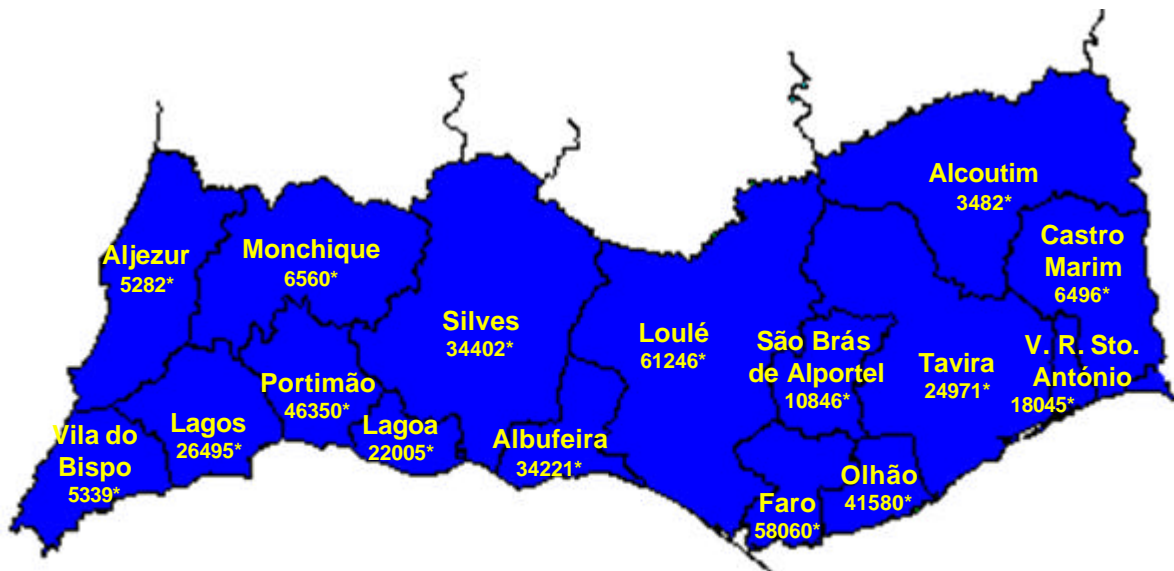 Alcoutim
3482*
Aljezur
5282*
Monchique
6560*
Castro
Marim
6496*
Silves
34402*
Loulé
61246*
São Brás
de Alportel
10846*
Tavira
24971*
V. R. Sto.
António
18045*
Portimão
46350*
Lagos
26495*
Lagoa
22005*
Albufeira
34221*
Vila do
Bispo
5339*
Olhão
41580*
Faro
58060*